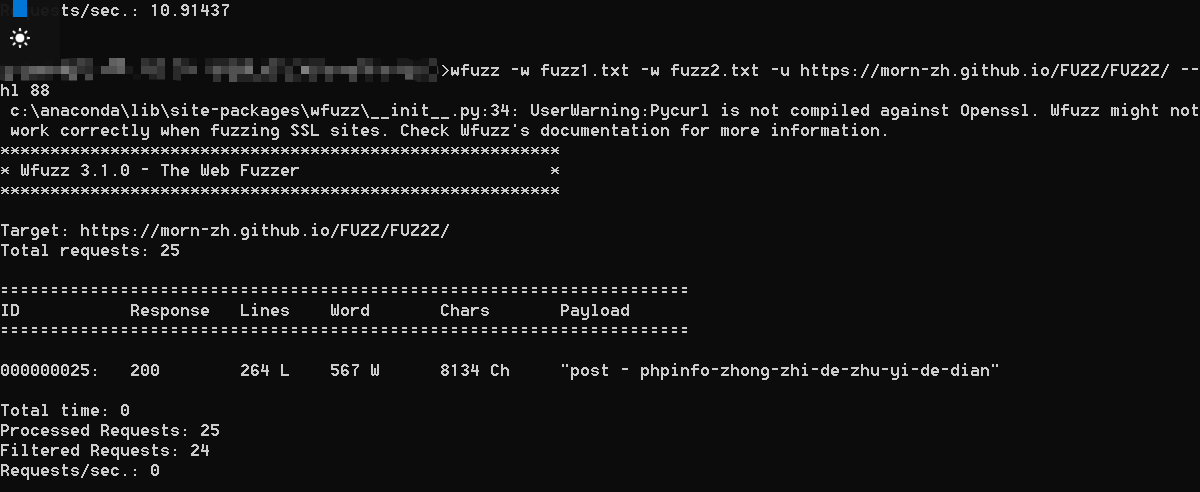 ts/sec.: 10.91437
>wfuzz -w fuzz1.txt -w fuzz2.txt -u https://morn-zh.github.io/FUZZ/FUZ2Z/ --
hl 88
c:\anaconda\lib\site-packages\wfuzz\__init__.py:34: UserWarning:Pycurl is not compiled against Openssl. Wfuzz might not
work correctly when fuzzing SSL sites. Check Wfuzz's documentation for more information.
********************************************************
* Wfuzz 3.1.0 - The Web Fuzzer                         *
********************************************************
Target: https://morn-zh.github.io/FUZZ/FUZ2Z/
Total requests: 25
=====================================================================
ID           Response   Lines    Word       Chars       Payload
=====================================================================
000000025:   200        264 L    567 W      8134 Ch     "post - phpinfo-zhong-zhi-de-zhu-yi-de-dian"
Total time: 0
Processed Requests: 25
Filtered Requests: 24
Requests/sec.: 0